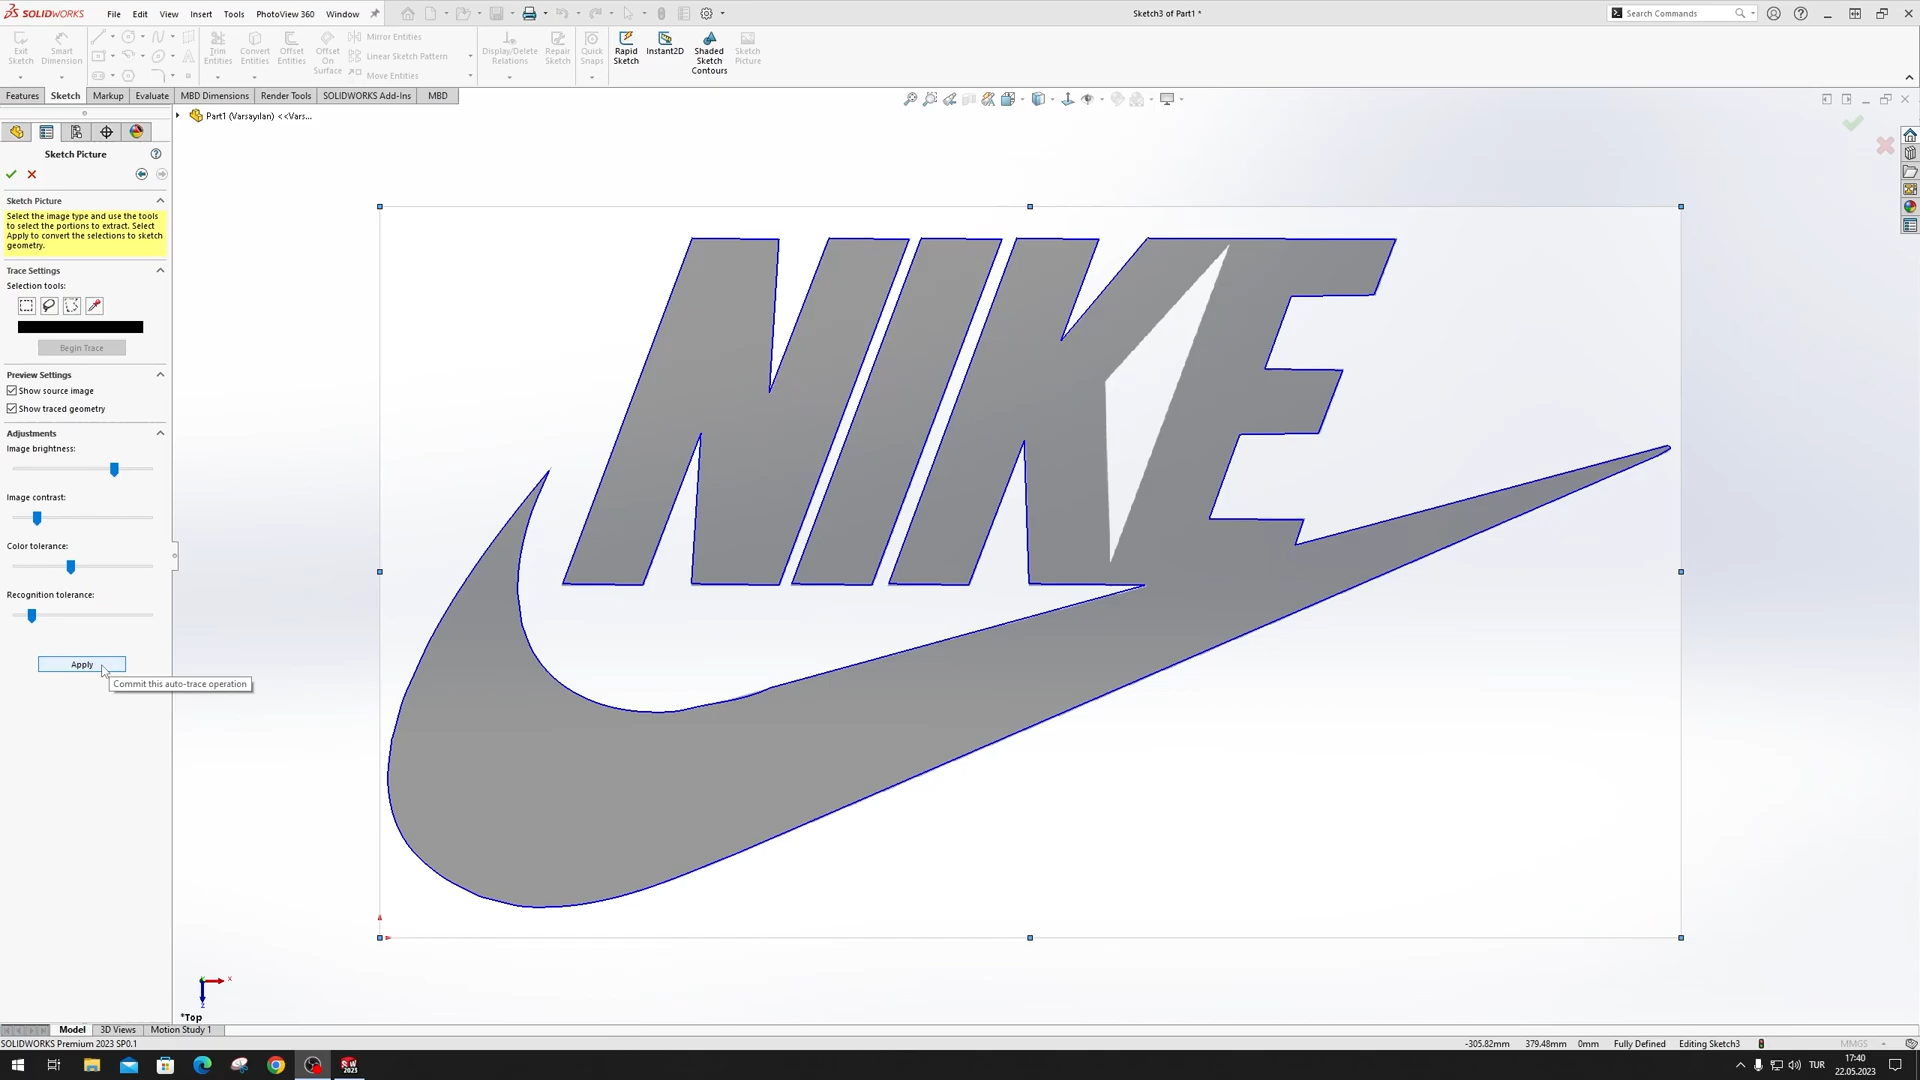 SOLIDWORKS
File Edit View Insert Tools PhotoView 360 Window
Sketch3 of Part1 *
Search Commands
Exit Sketch
Smart Dimension
Trim Entities
Convert Entities
Offset Entities
Offset On Surface
Mirror Entities
Linear Sketch Pattern
Move Entities
Display/Delete Relations
Repair Sketch
Quick Snaps
Rapid Sketch
Instant2D
Shaded Sketch Contours
Sketch Picture
Features Sketch Markup Evaluate MBD Dimensions Render Tools SOLIDWORKS Add-Ins MBD
Part1 (Varsayılan) <<Vars...
Sketch Picture
Sketch Picture
Select the image type and use the tools
to select the portions to extract. Select
Apply to convert the selections to sketch
geometry.
Trace Settings
Selection tools:
Begin Trace
Preview Settings
Show source image
Show traced geometry
Adjustments
Image brightness:
Image contrast:
Color tolerance:
Recognition tolerance:
Apply
Commit this auto-trace operation
NIKE
*Top
Model 3D Views Motion Study 1
SOLIDWORKS Premium 2023 SP0.1
-305.82mm 379.48mm 0mm Fully Defined Editing Sketch3 MMGS
TUR
17:40
22.05.2023